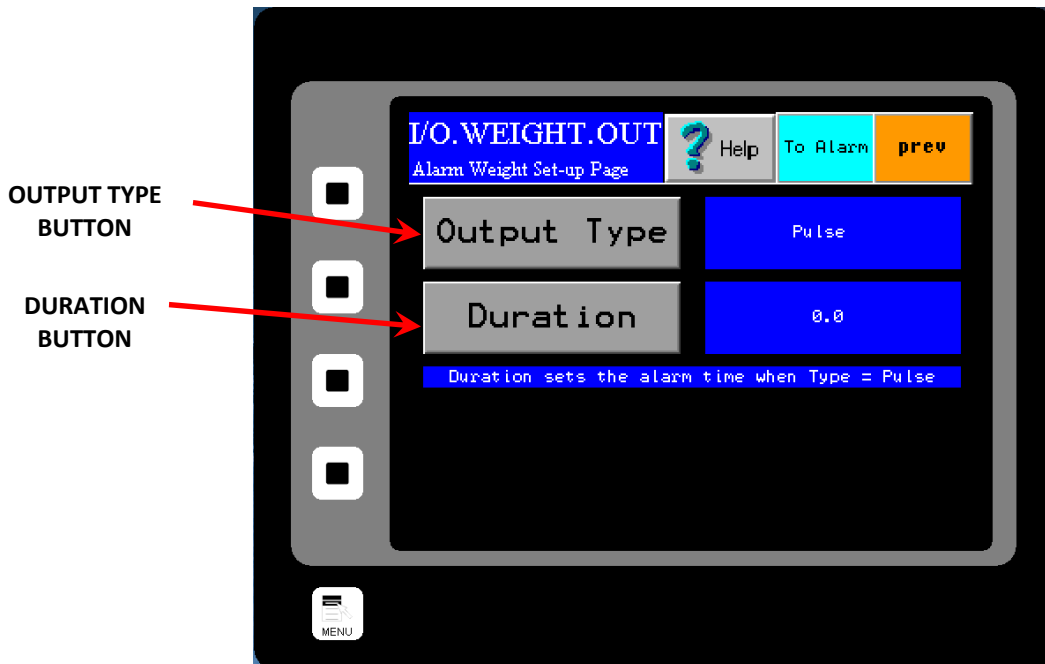 I/O.WEIGHT.OUT
Alarm Weight Set-up Page
Help
To Alarm
prev
OUTPUT TYPE
BUTTON
Output Type
Pulse
DURATION
BUTTON
Duration
0.0
Duration sets the alarm time when Type = Pulse
MENU